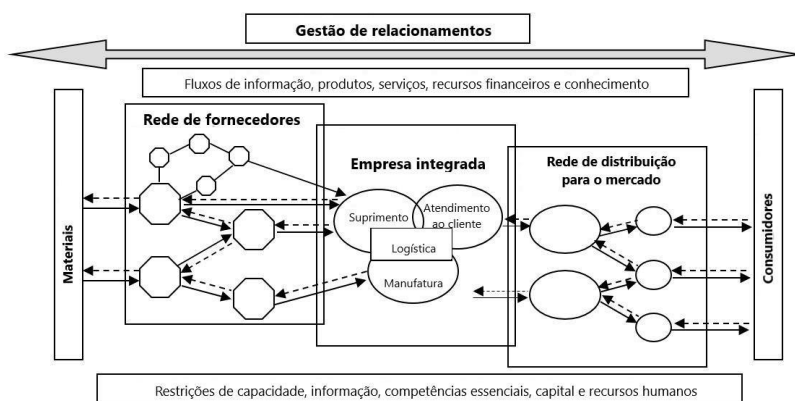 Gestão de relacionamentos
Fluxos de informação, produtos, serviços, recursos financeiros e conhecimento
Rede de fornecedores
Empresa integrada
Rede de distribuição
para o mercado
Materiais
Suprimento
Atendimento
ao cliente
Logística
Manufatura
Consumidores
Restrições de capacidade, informação, competências essenciais, capital e recursos humanos